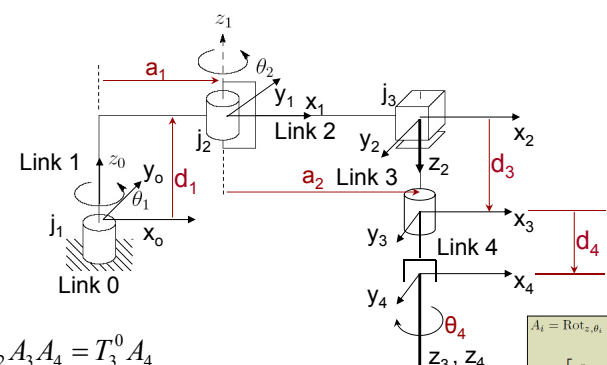 z₁
a₁
θ₂
y₁
x₁
j₃
j₂
Link 2
x₂
y₂
z₂
Link 1
z₀
yₒ
d₁
θ₁
a₂
Link 3
d₃
j₁
xₒ
y₃
x₃
Link 4
d₄
Link 0
y₄
x₄
θ₄
₂A₃A₄ = T₃⁰A₄
z₃, z₄
Aᵢ = Rot_z,θᵢ